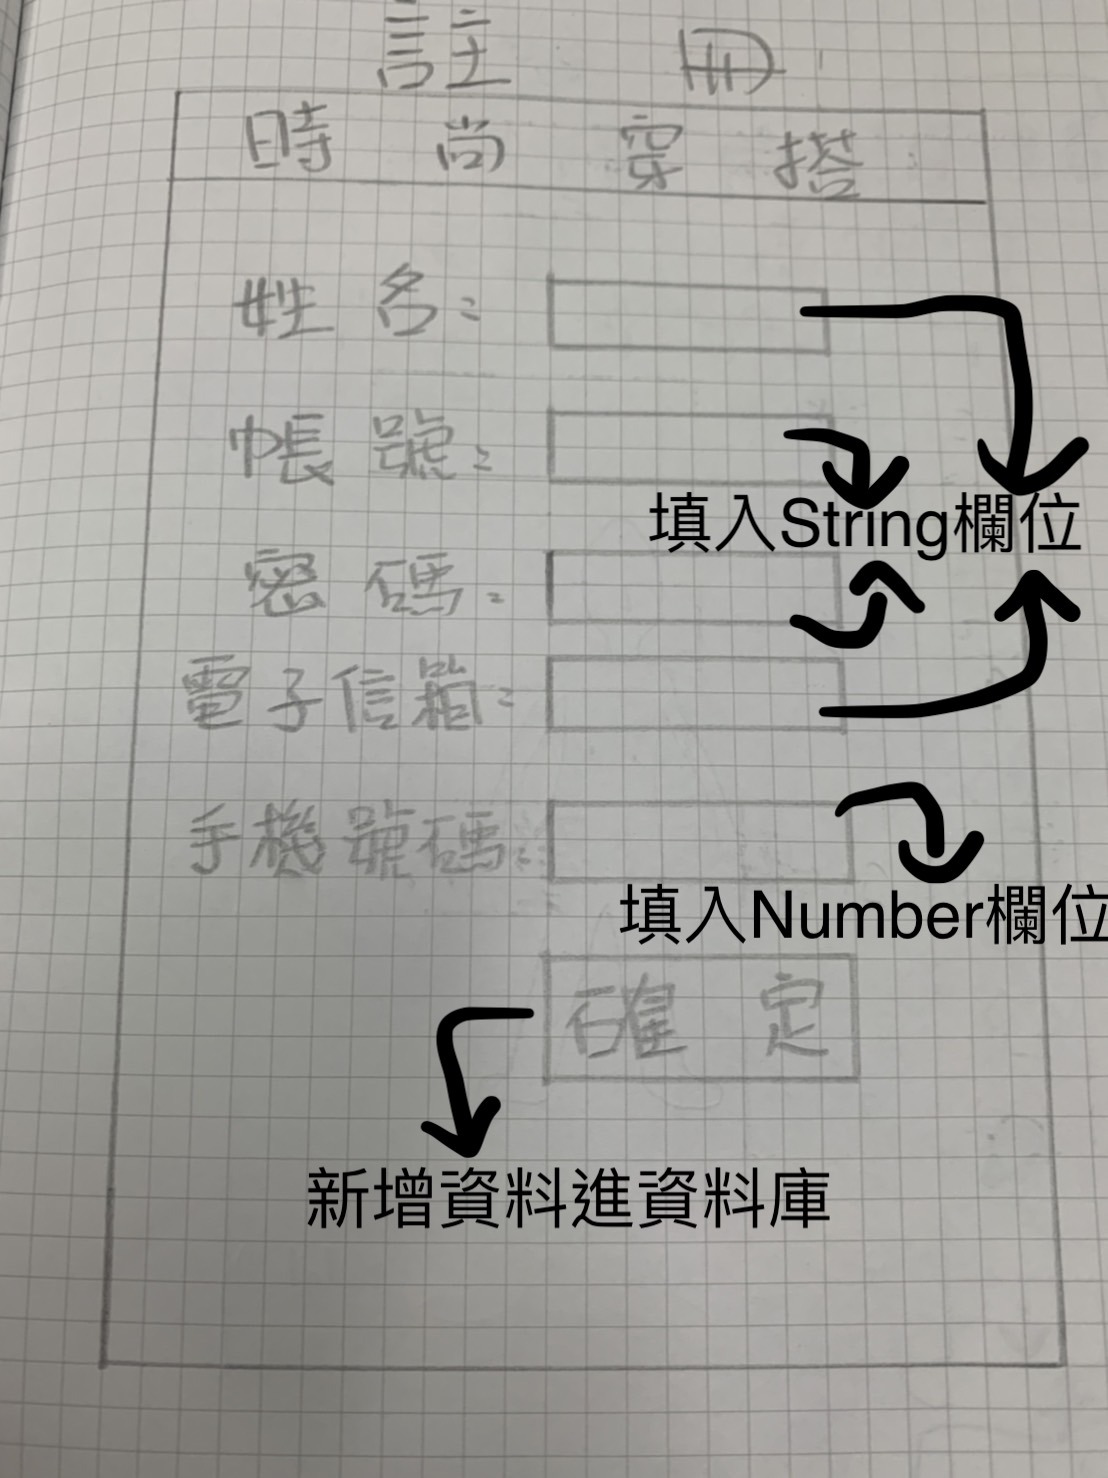 註 冊
時尚穿搭
姓名:
帳號:
填入String欄位
密碼:
電子信箱:
手機號碼:
填入Number欄位
確定
新增資料進資料庫